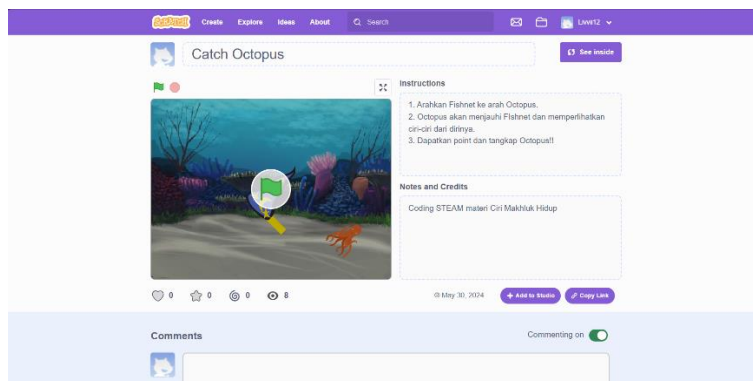 SCRATCH Create Explore Ideas About Search
Catch Octopus
See inside
Instructions
1. Arahkan Fishnet ke arah Octopus.
2. Octopus akan menjauhi FIshnet dan memperlihatkan
ciri-ciri dari dirinya.
3. Dapatkan point dan tangkap Octopus!!
Notes and Credits
Coding STEAM materi Ciri Makhluk Hidup
0 0 0 8
© May 30, 2024
Add to Studio
Copy Link
Comments
Commenting on